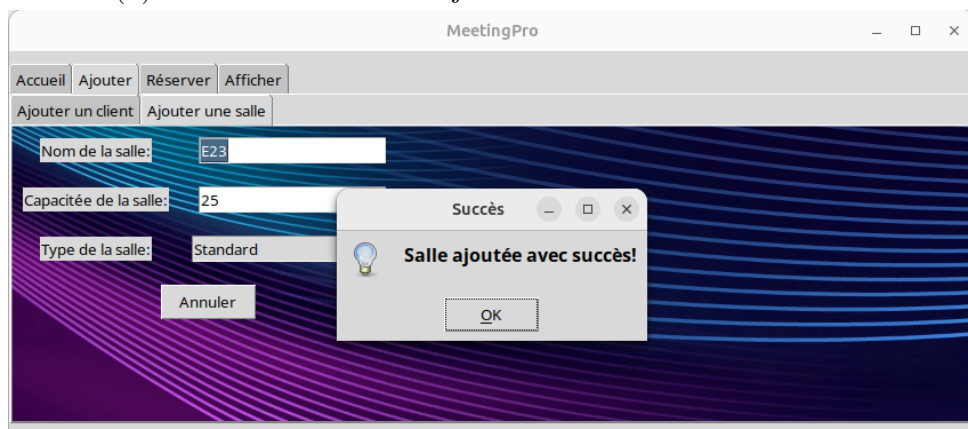 MeetingPro
Accueil Ajouter Réserver Afficher
Ajouter un client Ajouter une salle
Nom de la salle: E23
Capacitée de la salle: 25
Succès
Type de la salle: Standard
Salle ajoutée avec succès!
Annuler
OK